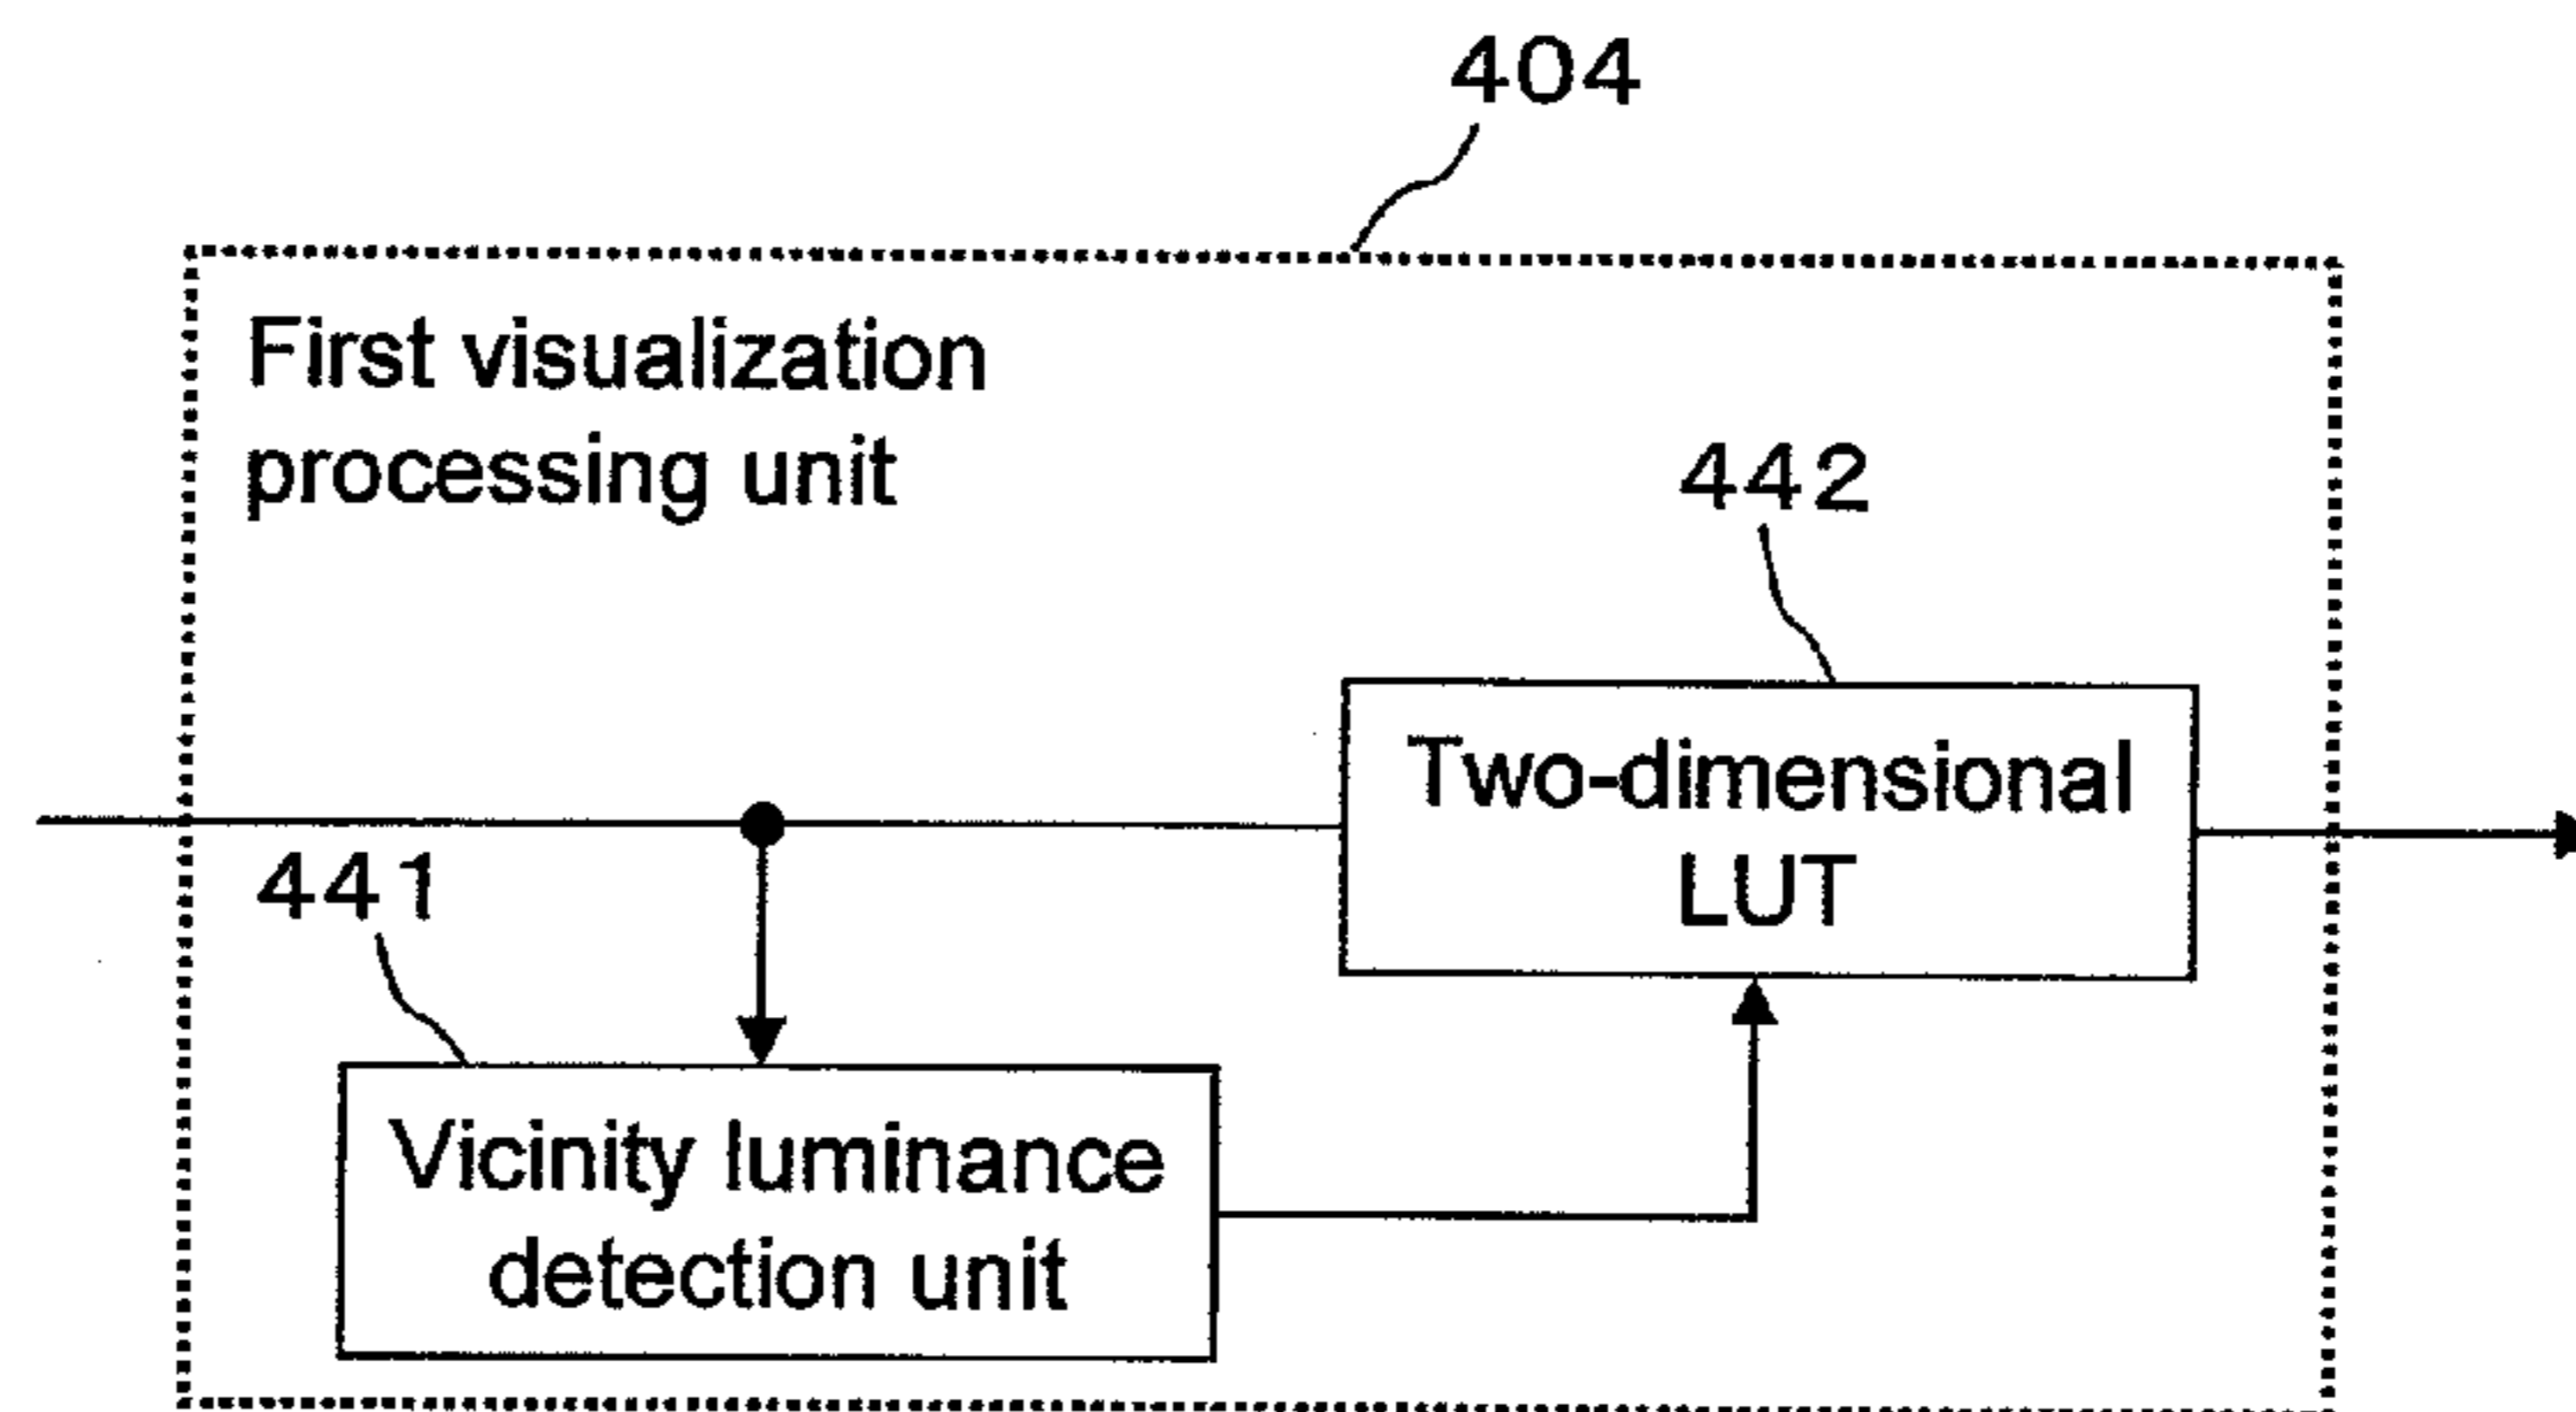 404
First visualization
processing unit
442
Two-dimensional
LUT
441
Vicinity luminance
detection unit